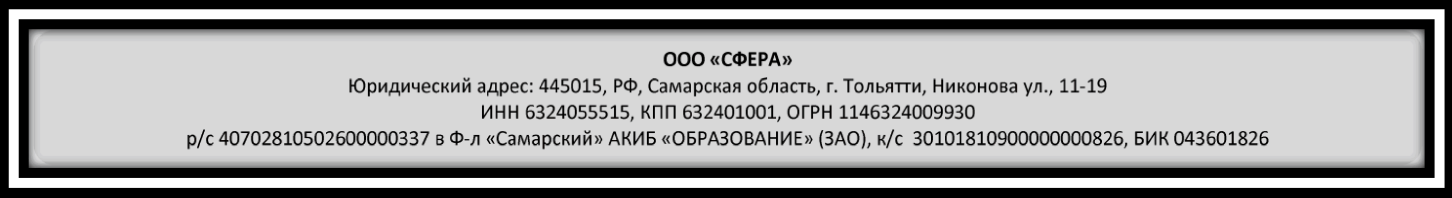 ООО «СФЕРА»
Юридический адрес: 445015, РФ, Самарская область, г. Тольятти, Никонова ул., 11-19
ИНН 6324055515, КПП 632401001, ОГРН 1146324009930
р/с 40702810502600000337 в Ф-л «Самарский» АКИБ «ОБРАЗОВАНИЕ» (ЗАО), к/с 30101810900000000826, БИК 043601826